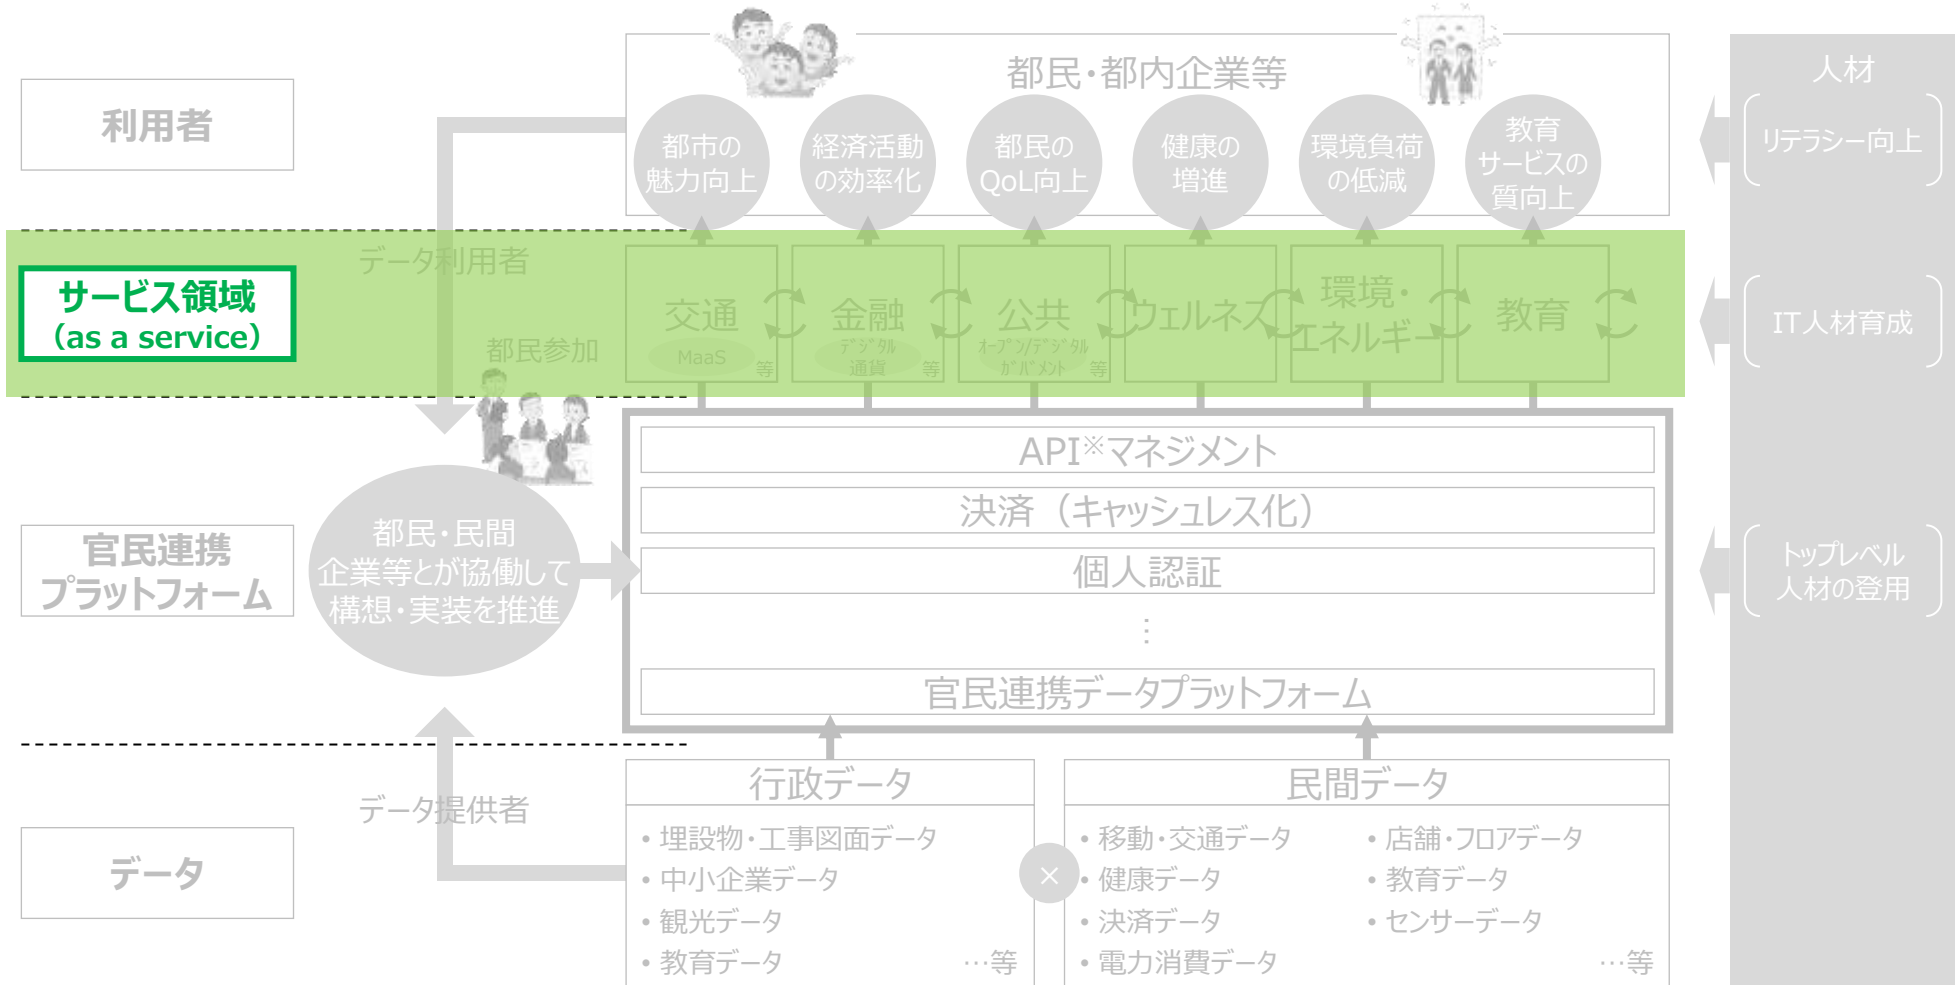 都民・都内企業等
人材
利用者
都市の
魅力向上
経済活動
の効率化
都民の
QoL向上
健康の
増進
環境負荷
の低減
教育
サービスの
質向上
リテラシー向上
データ利用者
サービス領域
(as a service)
交通
MaaS
等
金融
デジタル
通貨
等
公共
オープン/デジタル
ガバメント
等
ウェルネス
環境・
エネルギー
教育
IT人材育成
都民参加
API※マネジメント
決済（キャッシュレス化）
個人認証
⋮
官民連携データプラットフォーム
官民連携
プラットフォーム
都民・民間
企業等とが協働して
構想・実装を推進
トップレベル
人材の登用
データ提供者
データ
行政データ
・埋設物・工事図面データ
・中小企業データ
・観光データ
・教育データ
…等
×
民間データ
・移動・交通データ
・健康データ
・決済データ
・電力消費データ
・店舗・フロアデータ
・教育データ
・センサーデータ
…等